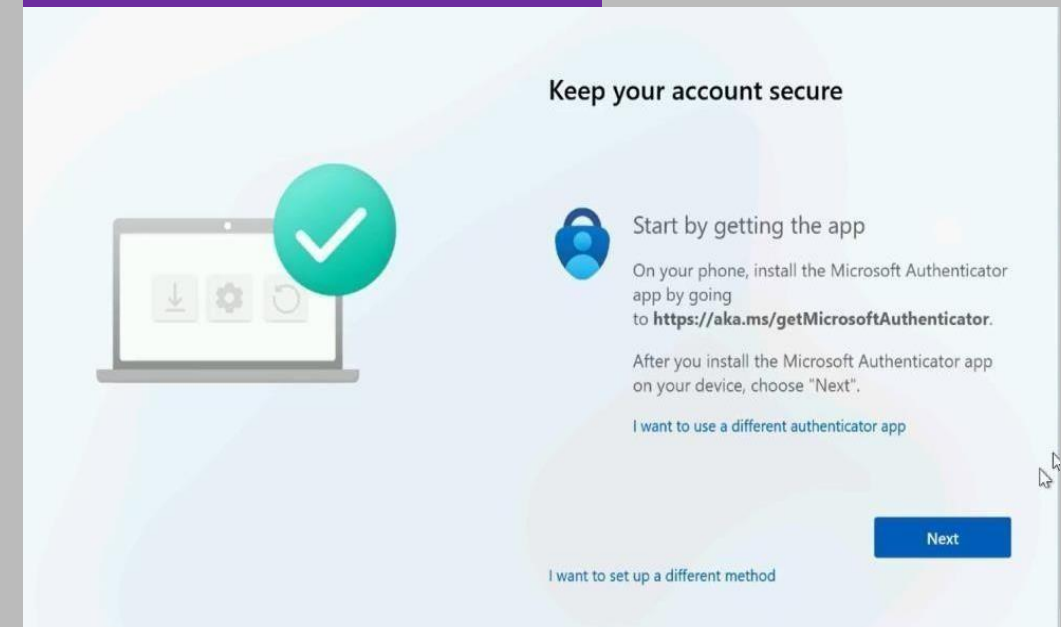 Keep your account secure
Start by getting the app
On your phone, install the Microsoft Authenticator
app by going
to https://aka.ms/getMicrosoftAuthenticator.
After you install the Microsoft Authenticator app
on your device, choose "Next".
I want to use a different authenticator app
Next
I want to set up a different method